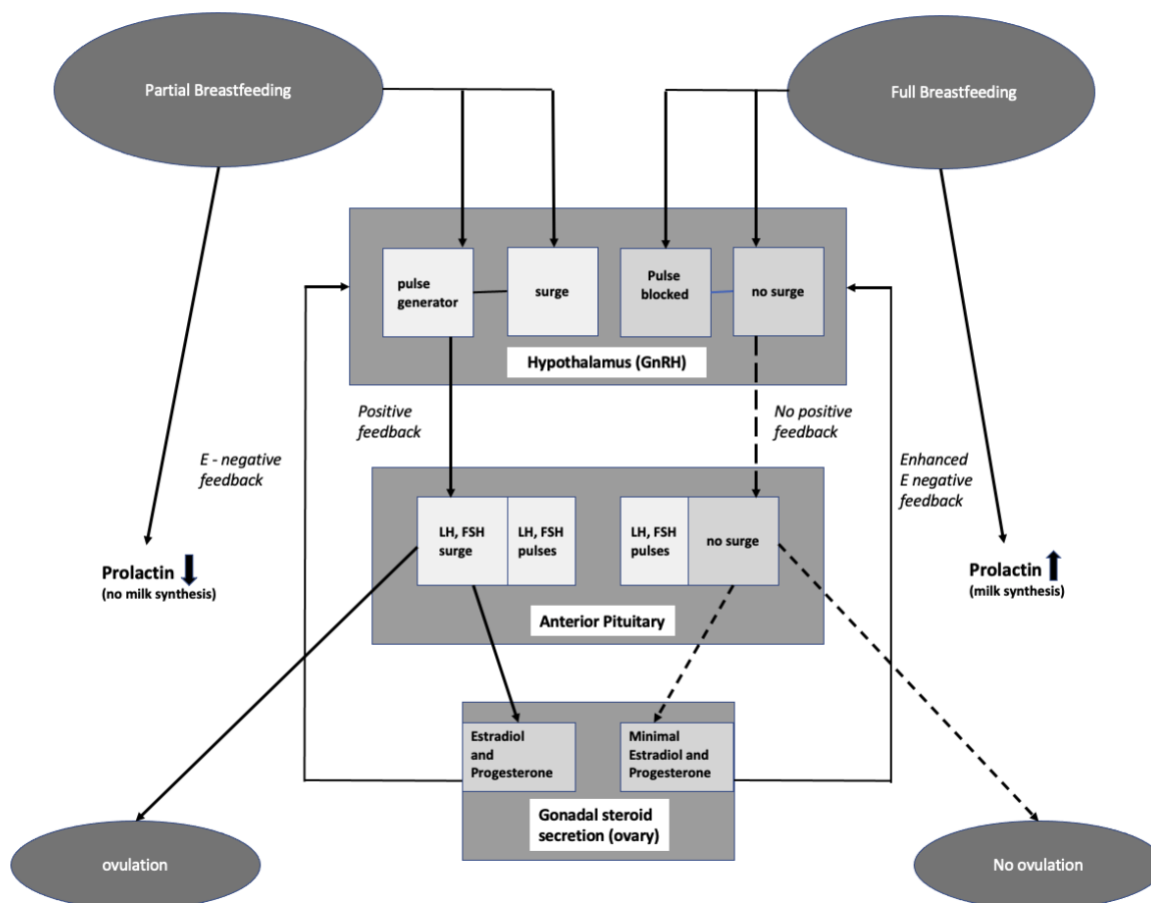 Partial Breastfeeding
Full Breastfeeding
pulse
generator
surge
Pulse
blocked
no surge
Hypothalamus (GnRH)
Positive
feedback
No positive
feedback
E - negative
feedback
Enhanced
E negative
feedback
LH, FSH
surge
LH, FSH
pulses
LH, FSH
pulses
no surge
Prolactin
(no milk synthesis)
Prolactin
(milk synthesis)
Anterior Pituitary
Estradiol
and
Progesterone
Minimal
Estradiol and
Progesterone
Gonadal steroid
secretion (ovary)
ovulation
No ovulation